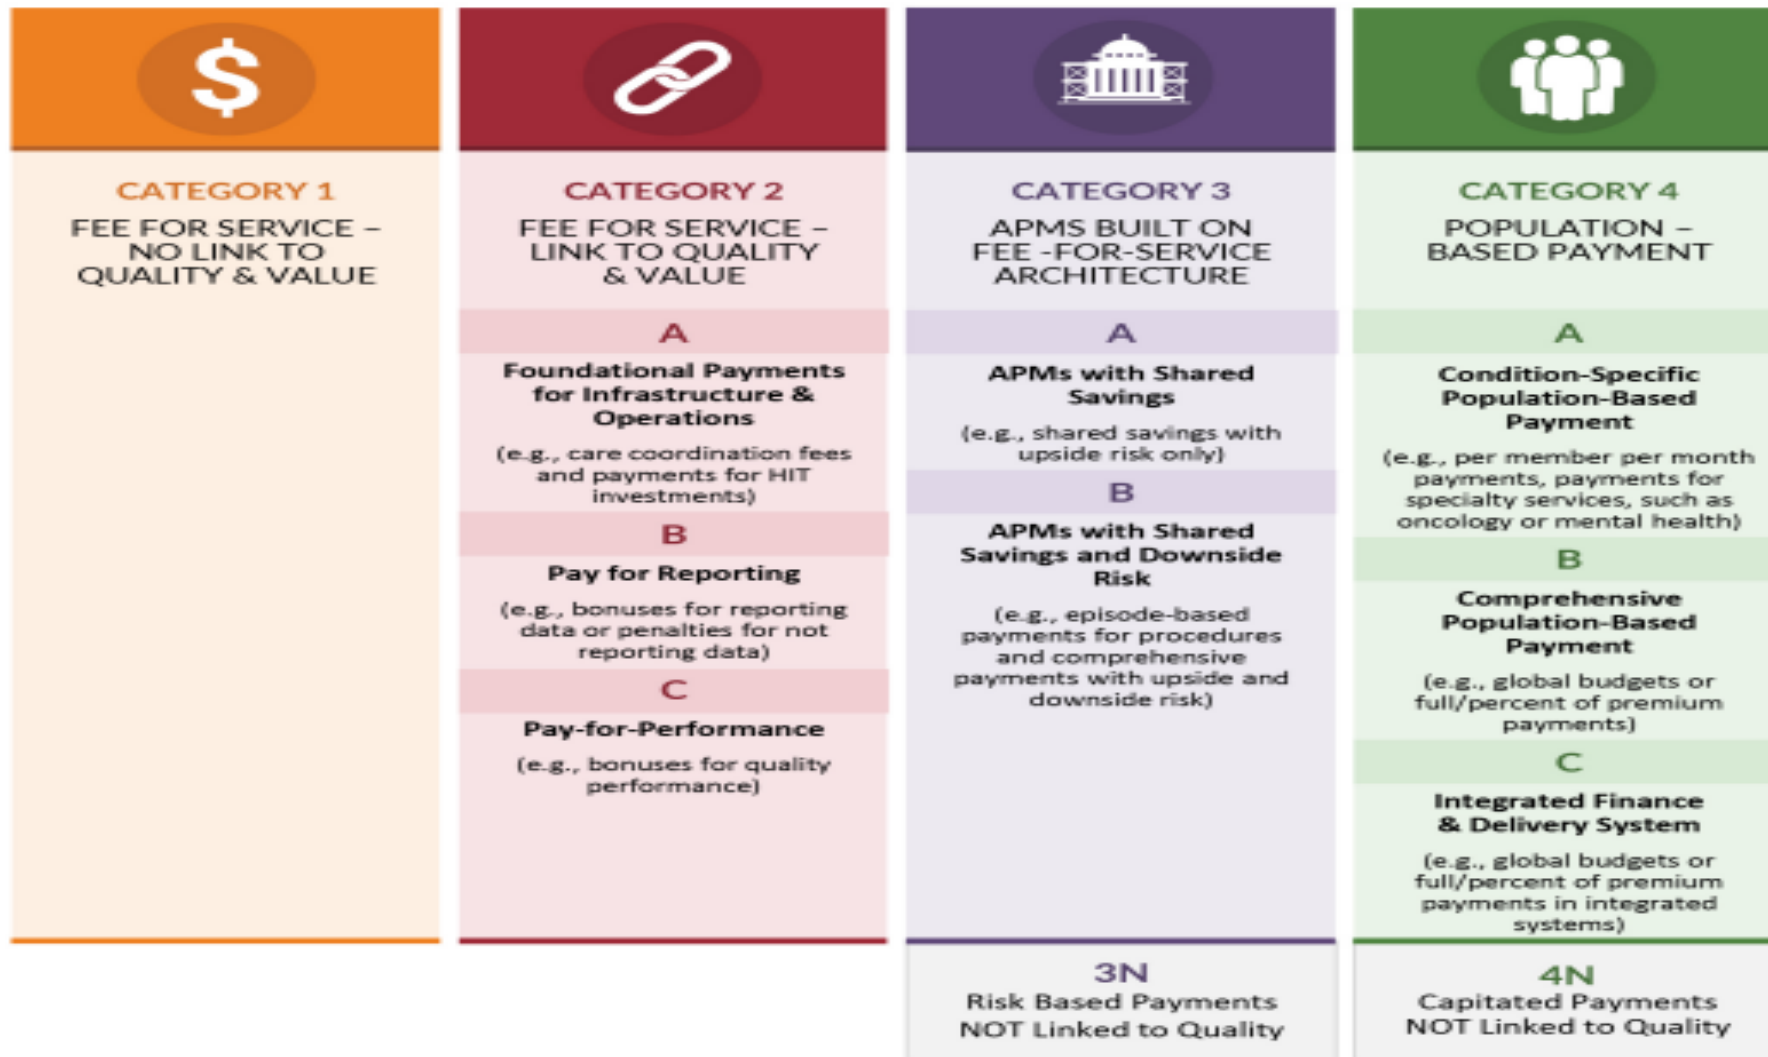 $
CATEGORY 1
FEE FOR SERVICE –
NO LINK TO
QUALITY & VALUE
CATEGORY 2
FEE FOR SERVICE –
LINK TO QUALITY
& VALUE
A
Foundational Payments
for Infrastructure &
Operations
(e.g., care coordination fees
and payments for HIT
investments)
B
Pay for Reporting
(e.g., bonuses for reporting
data or penalties for not
reporting data)
C
Pay-for-Performance
(e.g., bonuses for quality
performance)
CATEGORY 3
APMS BUILT ON
FEE -FOR-SERVICE
ARCHITECTURE
A
APMs with Shared
Savings
(e.g., shared savings with
upside risk only)
B
APMs with Shared
Savings and Downside
Risk
(e.g., episode-based
payments for procedures
and comprehensive
payments with upside and
downside risk)
3N
Risk Based Payments
NOT Linked to Quality
CATEGORY 4
POPULATION –
BASED PAYMENT
A
Condition-Specific
Population-Based
Payment
(e.g., per member per month
payments, payments for
specialty services, such as
oncology or mental health)
B
Comprehensive
Population-Based
Payment
(e.g., global budgets or
full/percent of premium
payments)
C
Integrated Finance
& Delivery System
(e.g., global budgets or
full/percent of premium
payments in integrated
systems)
4N
Capitated Payments
NOT Linked to Quality